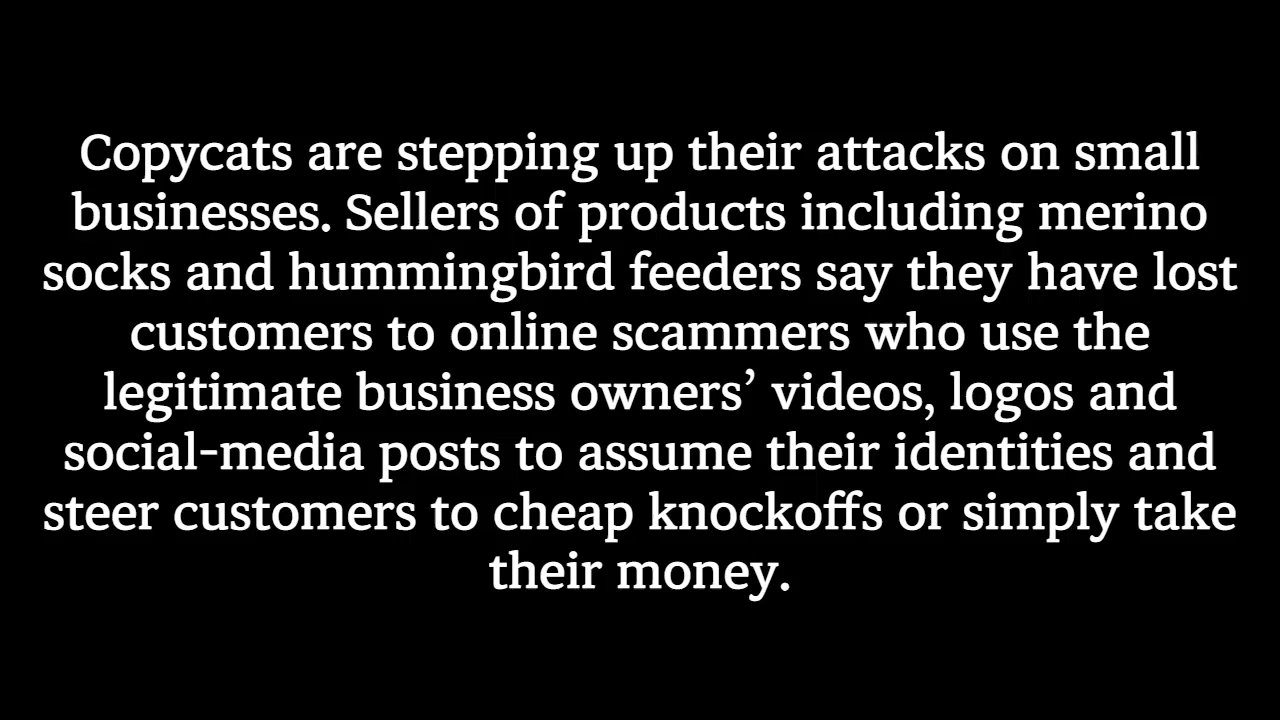 Copycats are stepping up their attacks on small
businesses. Sellers of products including merino
socks and hummingbird feeders say they have lost
customers to online scammers who use the
legitimate business owners’ videos, logos and
social-media posts to assume their identities and
steer customers to cheap knockoffs or simply take
their money.